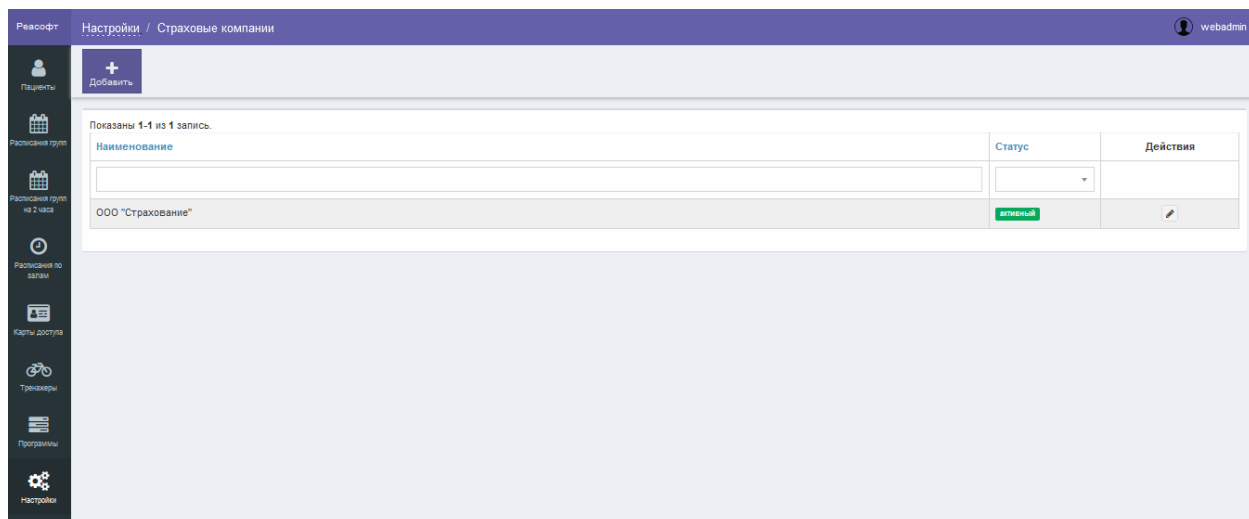 Реасофт
Настройки / Страховые компании
webadmin
Пациенты
Добавить
Расписания групп
Расписания групп
на 2 часа
Расписания по
залам
Карты доступа
Тренажеры
Программы
Настройки
Показаны 1-1 из 1 запись.
Наименование Статус Действия
ООО "Страхование" активный